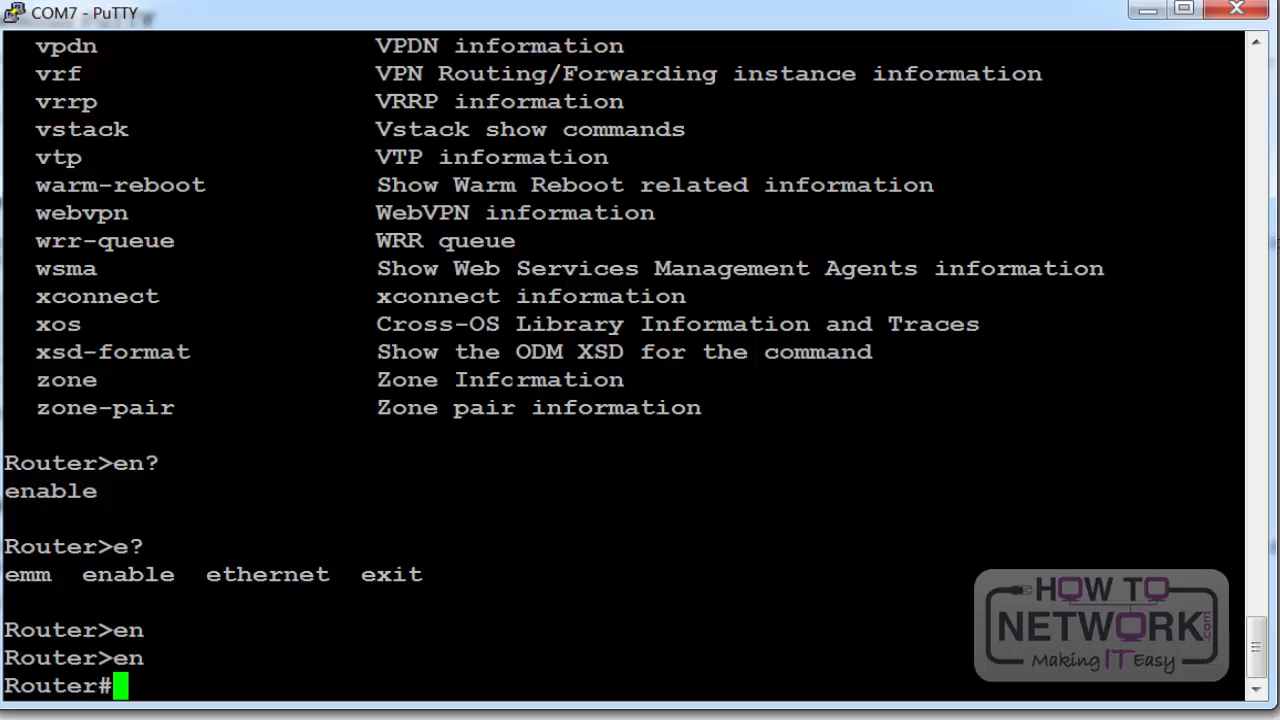 COM7 - PuTTY
vpdn VPDN information
vrf VPN Routing/Forwarding instance information
vrrp VRRP information
vstack Vstack show commands
vtp VTP information
warm-reboot Show Warm Reboot related information
webvpn WebVPN information
wrr-queue WRR queue
wsma Show Web Services Management Agents information
xconnect xconnect information
xos Cross-OS Library Information and Traces
xsd-format Show the ODM XSD for the command
zone Zone Information
zone-pair Zone pair information
Router>en?
enable
Router>e?
emm enable ethernet exit
Router>en
Router>en
Router#
HOW TO
NETWORK.com
Making IT Easy